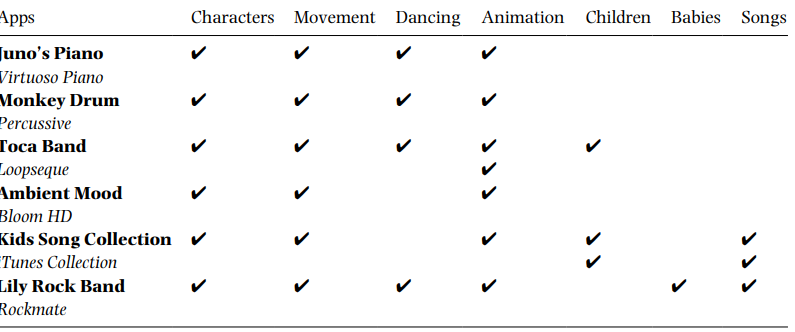 Apps Characters Movement Dancing Animation Children Babies Songs
Juno's Piano ✔ ✔ ✔ ✔
Virtuoso Piano
Monkey Drum ✔ ✔ ✔ ✔
Percussive
Toca Band ✔ ✔ ✔ ✔ ✔
Loopseque ✔
Ambient Mood ✔ ✔ ✔
Bloom HD
Kids Song Collection ✔ ✔ ✔ ✔ ✔
iTunes Collection ✔ ✔
Lily Rock Band ✔ ✔ ✔ ✔ ✔ ✔
Rockmate